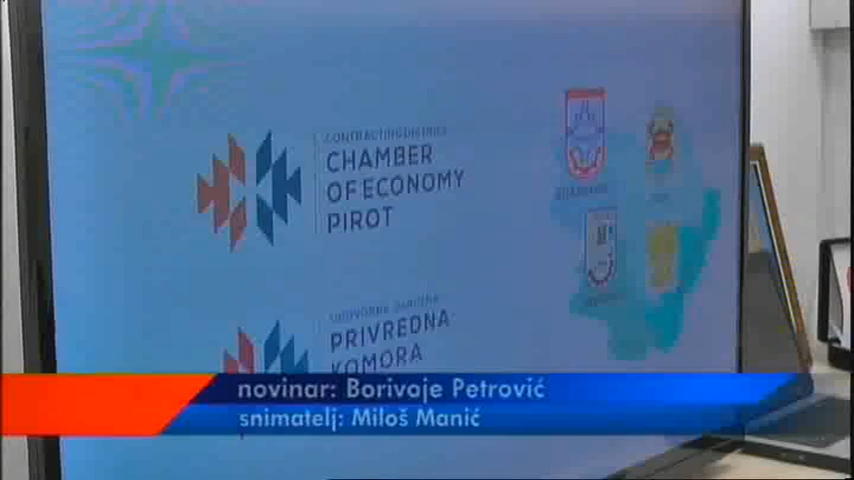 CHAMBER
OF ECONOMY
PIROT
PRIVREDNA
KOMORA
novinar: Borivoje Petrović
snimatelj: Miloš Manić